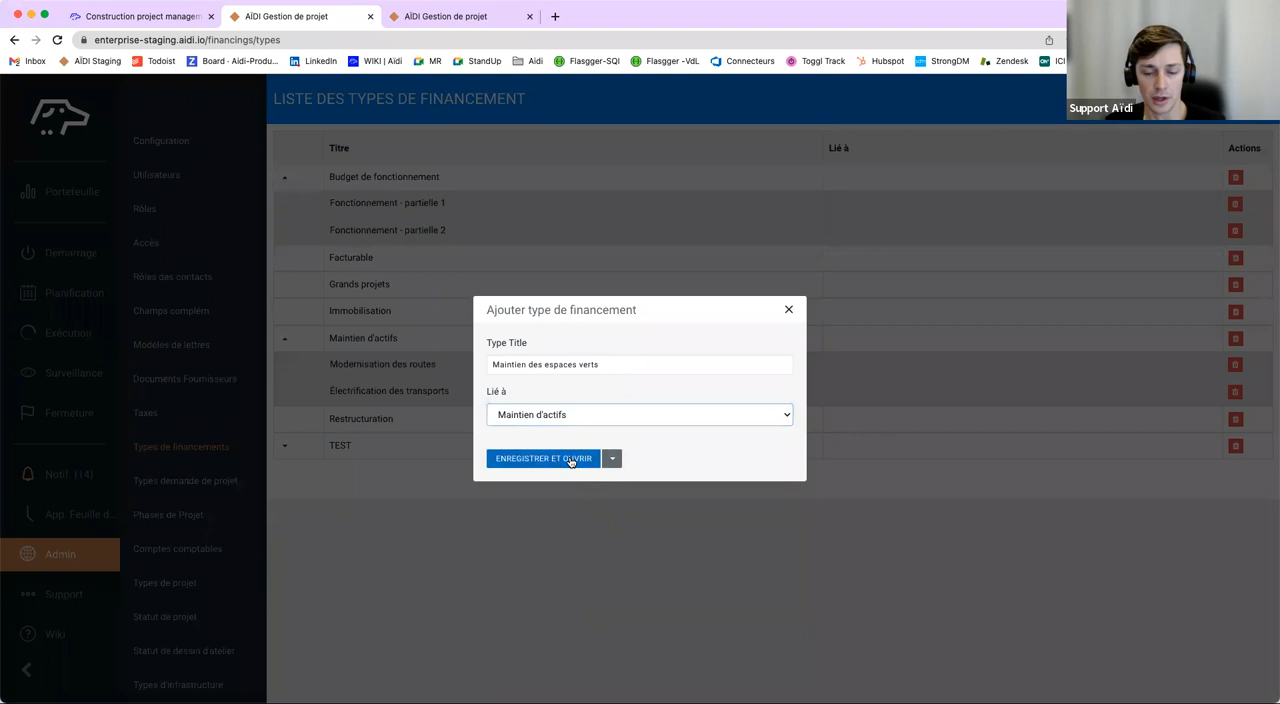 Construction project managem
AÏDI Gestion de projet
AÏDI Gestion de projet
enterprise-staging.aidi.io/financings/types
Inbox
AÏDI Staging
Todoist
Board - Aidi-Produ...
LinkedIn
WIKI | Aïdi
MR
StandUp
Aidi
Flasgger-SQI
Flasgger -VdL
Connecteurs
Toggl Track
Hubspot
StrongDM
Zendesk
ICI
Support Aïdi
LISTE DES TYPES DE FINANCEMENT
Portefeuille
Démarrage
Planification
Exécution
Surveillance
Fermeture
Notif. (14)
App. Feuille d...
Admin
Support
Wiki
Configuration
Utilisateurs
Rôles
Accès
Rôles des contacts
Champs complém.
Modèles de lettres
Documents Fournisseurs
Taxes
Types de financements
Types demande de projet
Phases de Projet
Comptes comptables
Types de projet
Statut de projet
Statut de dessin d'atelier
Types d'infrastructure
Titre
Lié à
Actions
Budget de fonctionnement
Fonctionnement - partielle 1
Fonctionnement - partielle 2
Facturable
Grands projets
Immobilisation
Maintien d'actifs
Modernisation des routes
Électrification des transports
Restructuration
TEST
Ajouter type de financement
Type Title
Maintien des espaces verts
Lié à
Maintien d'actifs
ENREGISTRER ET OUVRIR